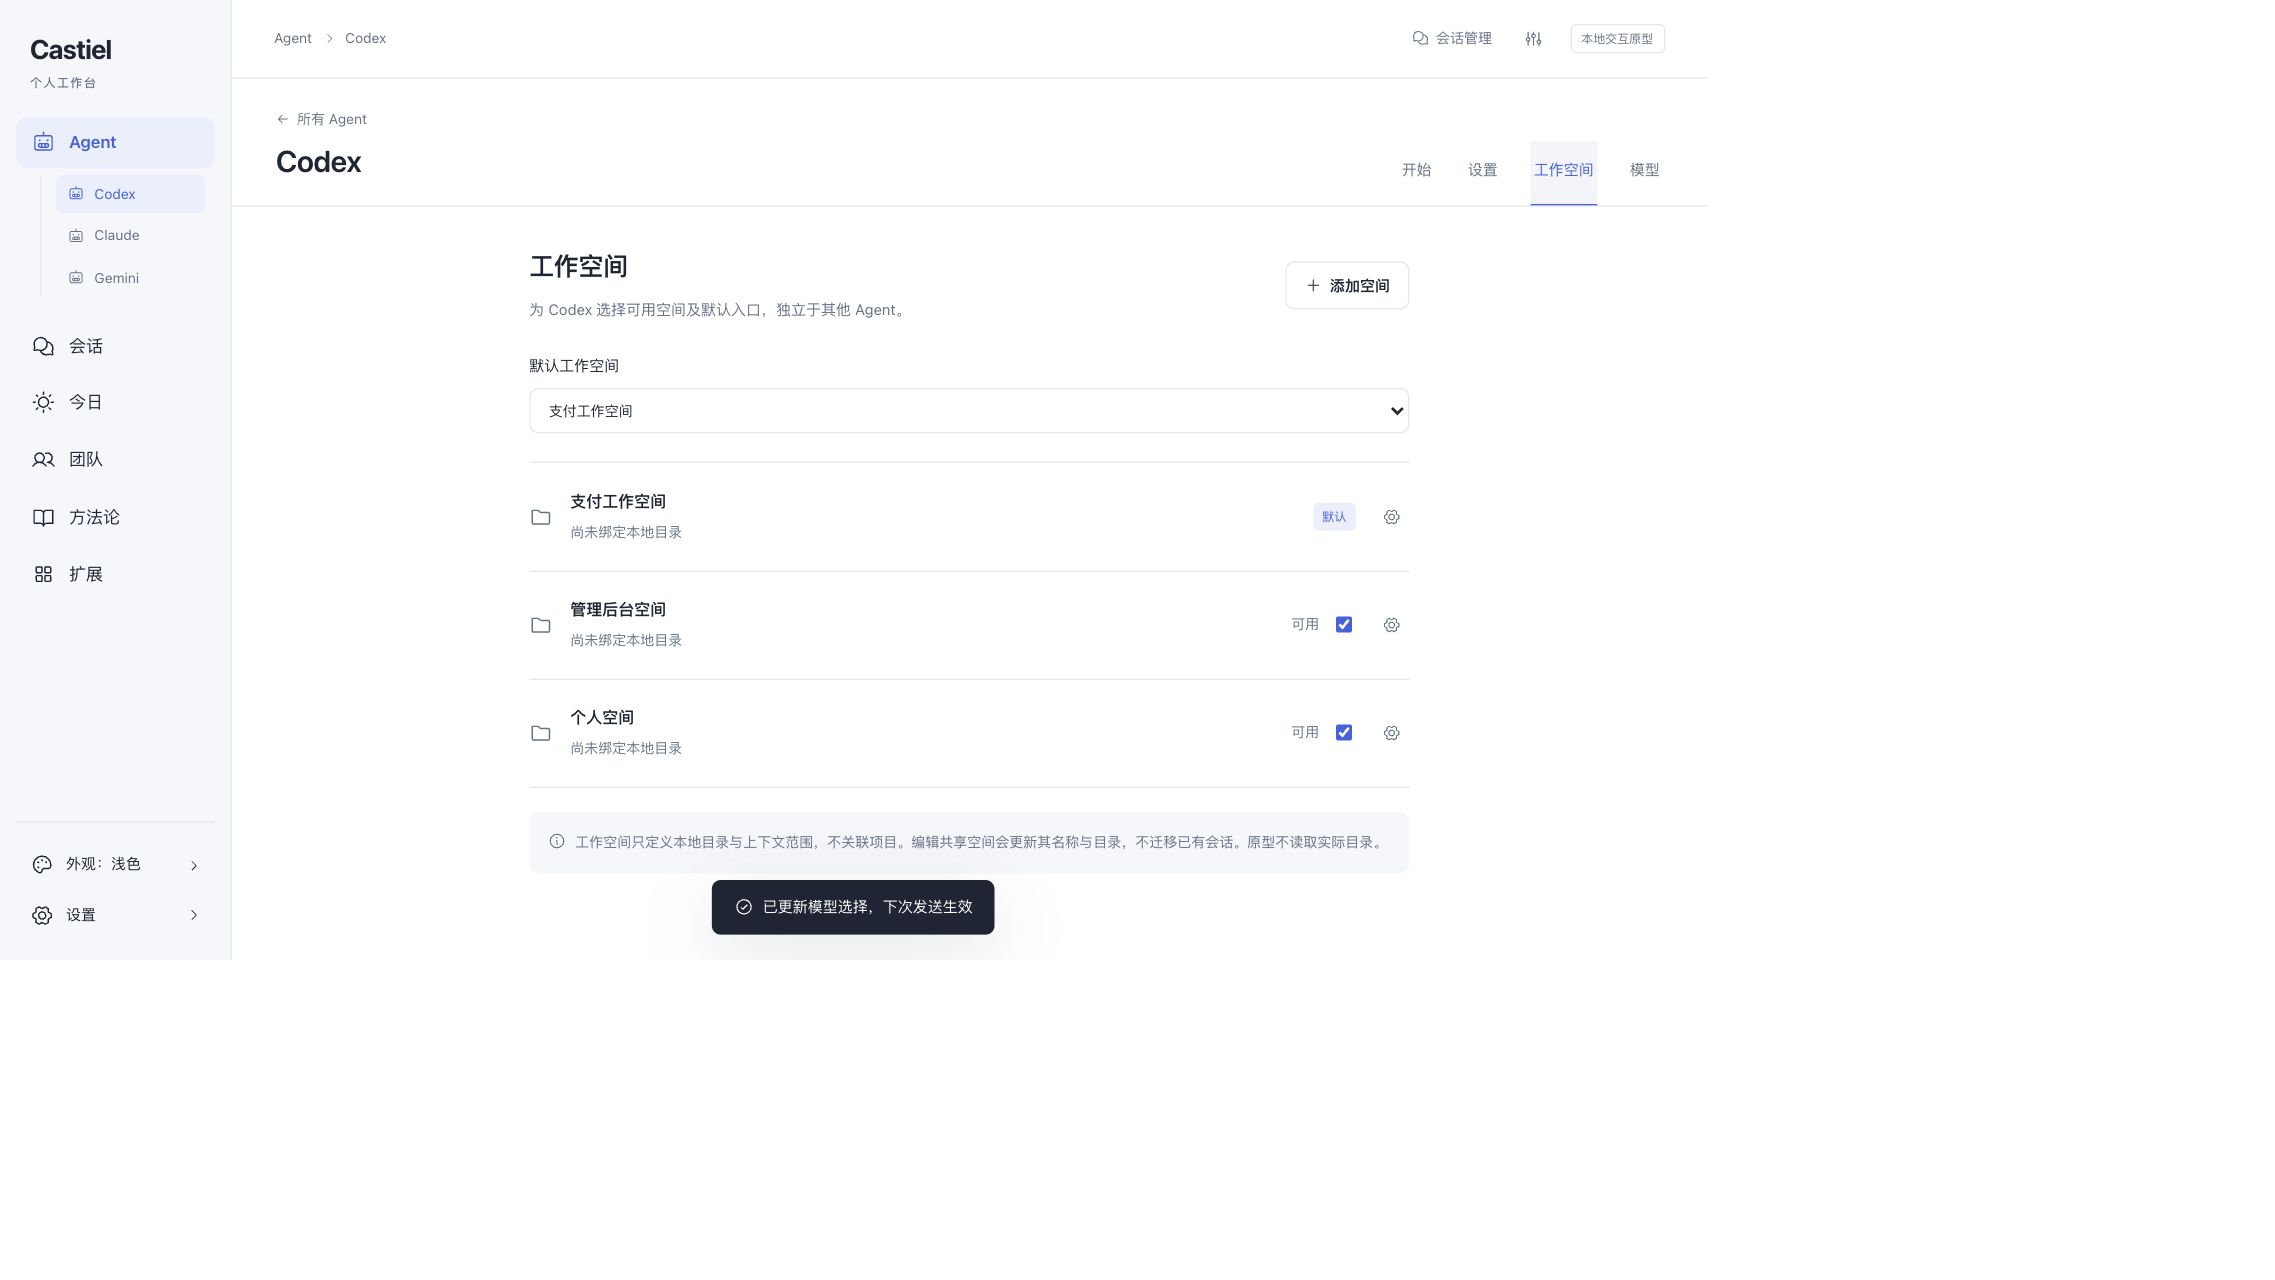 Castiel
个人工作台
Agent
Codex
Claude
Gemini
会话
今日
团队
方法论
扩展
外观：浅色
设置
Agent > Codex
会话管理
本地交互原型
← 所有 Agent
Codex
开始
设置
工作空间
模型
工作空间
为 Codex 选择可用空间及默认入口，独立于其他 Agent。
+ 添加空间
默认工作空间
支付工作空间
支付工作空间
尚未绑定本地目录
默认
管理后台空间
尚未绑定本地目录
可用
个人空间
尚未绑定本地目录
可用
工作空间只定义本地目录与上下文范围，不关联项目。编辑共享空间会更新其名称与目录，不迁移已有会话。原型不读取实际目录。
已更新模型选择，下次发送生效